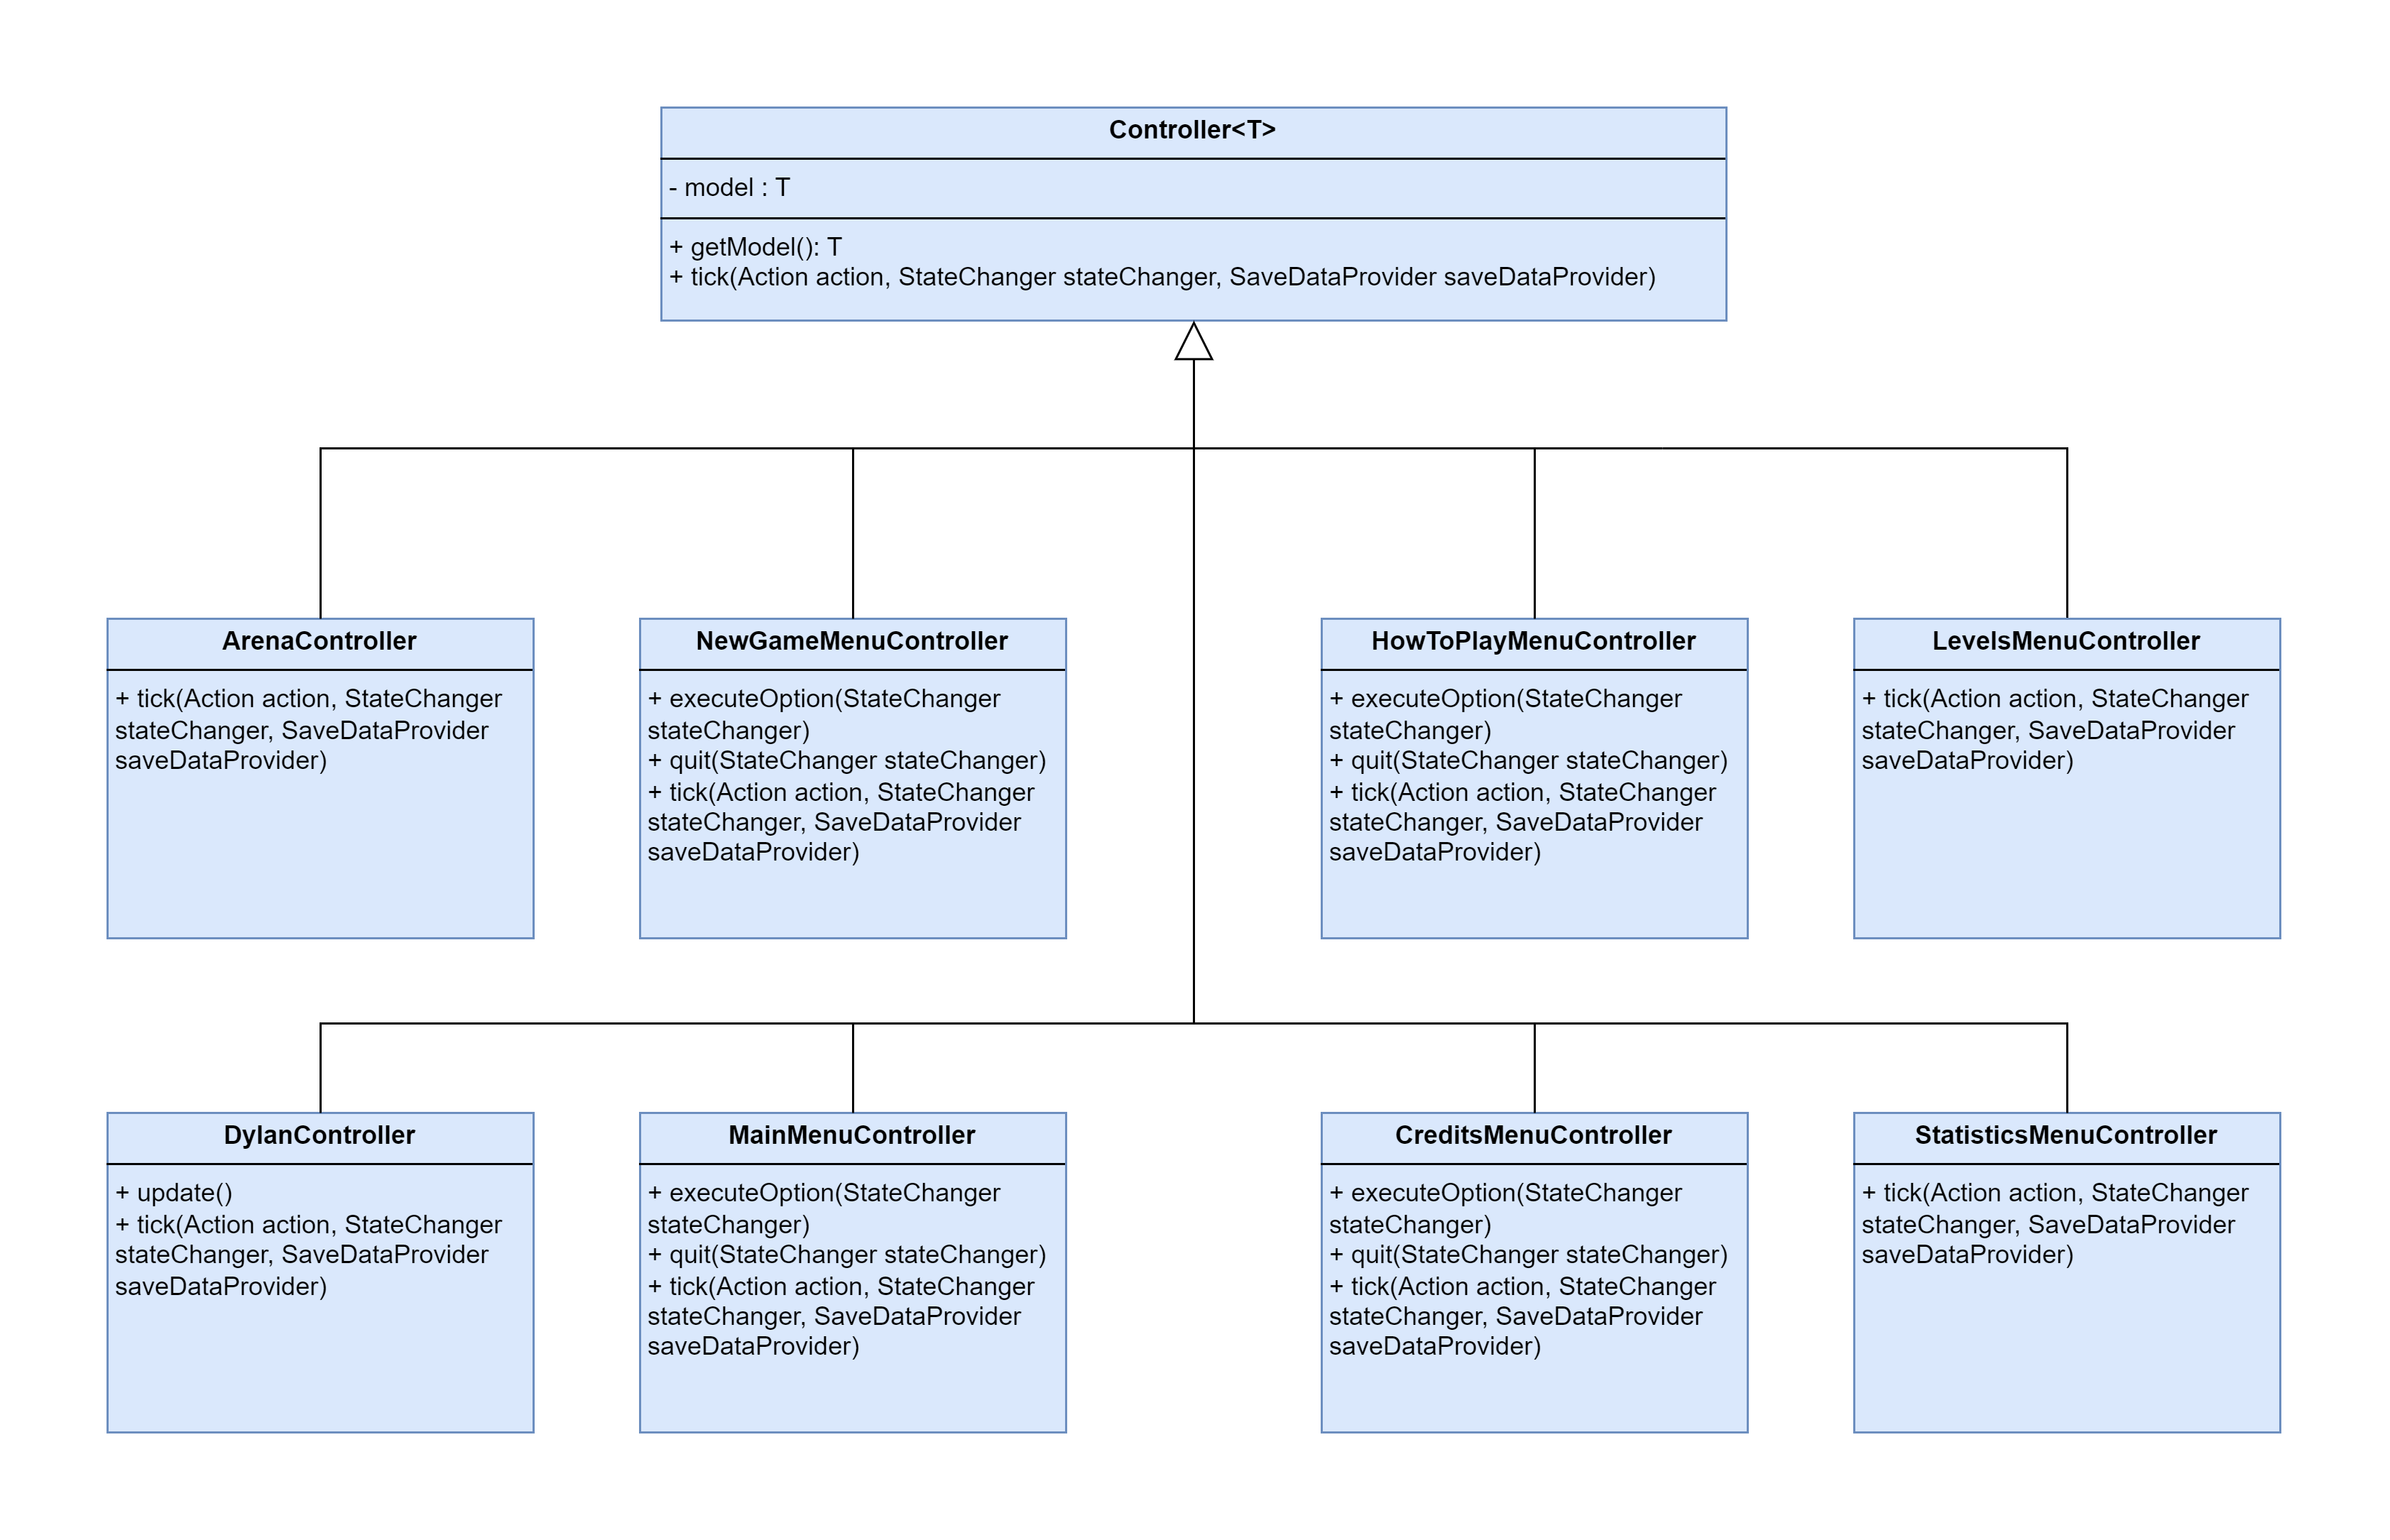 Controller<T>
- model : T
+ getModel(): T
+ tick(Action action, StateChanger stateChanger, SaveDataProvider saveDataProvider)
ArenaController
+ tick(Action action, StateChanger
stateChanger, SaveDataProvider
saveDataProvider)
NewGameMenuController
+ executeOption(StateChanger
stateChanger)
+ quit(StateChanger stateChanger)
+ tick(Action action, StateChanger
stateChanger, SaveDataProvider
saveDataProvider)
HowToPlayMenuController
+ executeOption(StateChanger
stateChanger)
+ quit(StateChanger stateChanger)
+ tick(Action action, StateChanger
stateChanger, SaveDataProvider
saveDataProvider)
LevelsMenuController
+ tick(Action action, StateChanger
stateChanger, SaveDataProvider
saveDataProvider)
DylanController
+ update()
+ tick(Action action, StateChanger
stateChanger, SaveDataProvider
saveDataProvider)
MainMenuController
+ executeOption(StateChanger
stateChanger)
+ quit(StateChanger stateChanger)
+ tick(Action action, StateChanger
stateChanger, SaveDataProvider
saveDataProvider)
CreditsMenuController
+ executeOption(StateChanger
stateChanger)
+ quit(StateChanger stateChanger)
+ tick(Action action, StateChanger
stateChanger, SaveDataProvider
saveDataProvider)
StatisticsMenuController
+ tick(Action action, StateChanger
stateChanger, SaveDataProvider
saveDataProvider)